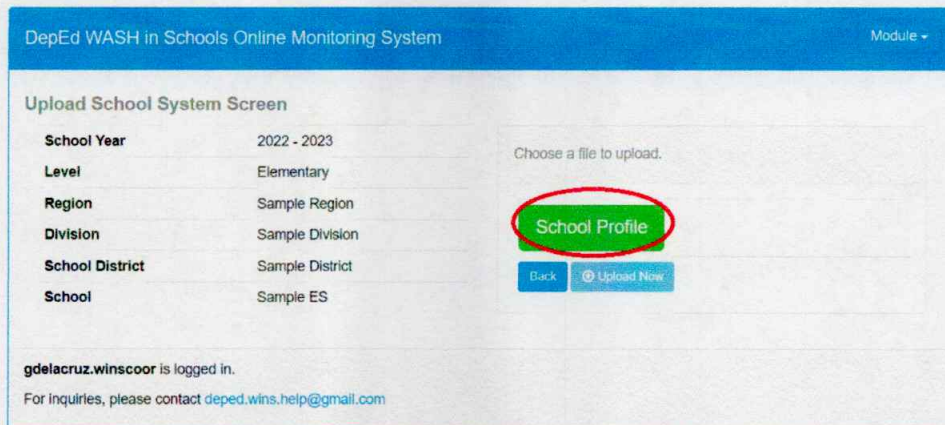 DepEd WASH in Schools Online Monitoring System
Module
Upload School System Screen
School Year 2022 - 2023
Level Elementary
Region Sample Region
Division Sample Division
School District Sample District
School Sample ES
Choose a file to upload.
School Profile
Back Upload Now
gdelacruz.winscoor is logged in.
For inquiries, please contact deped.wins.help@gmail.com